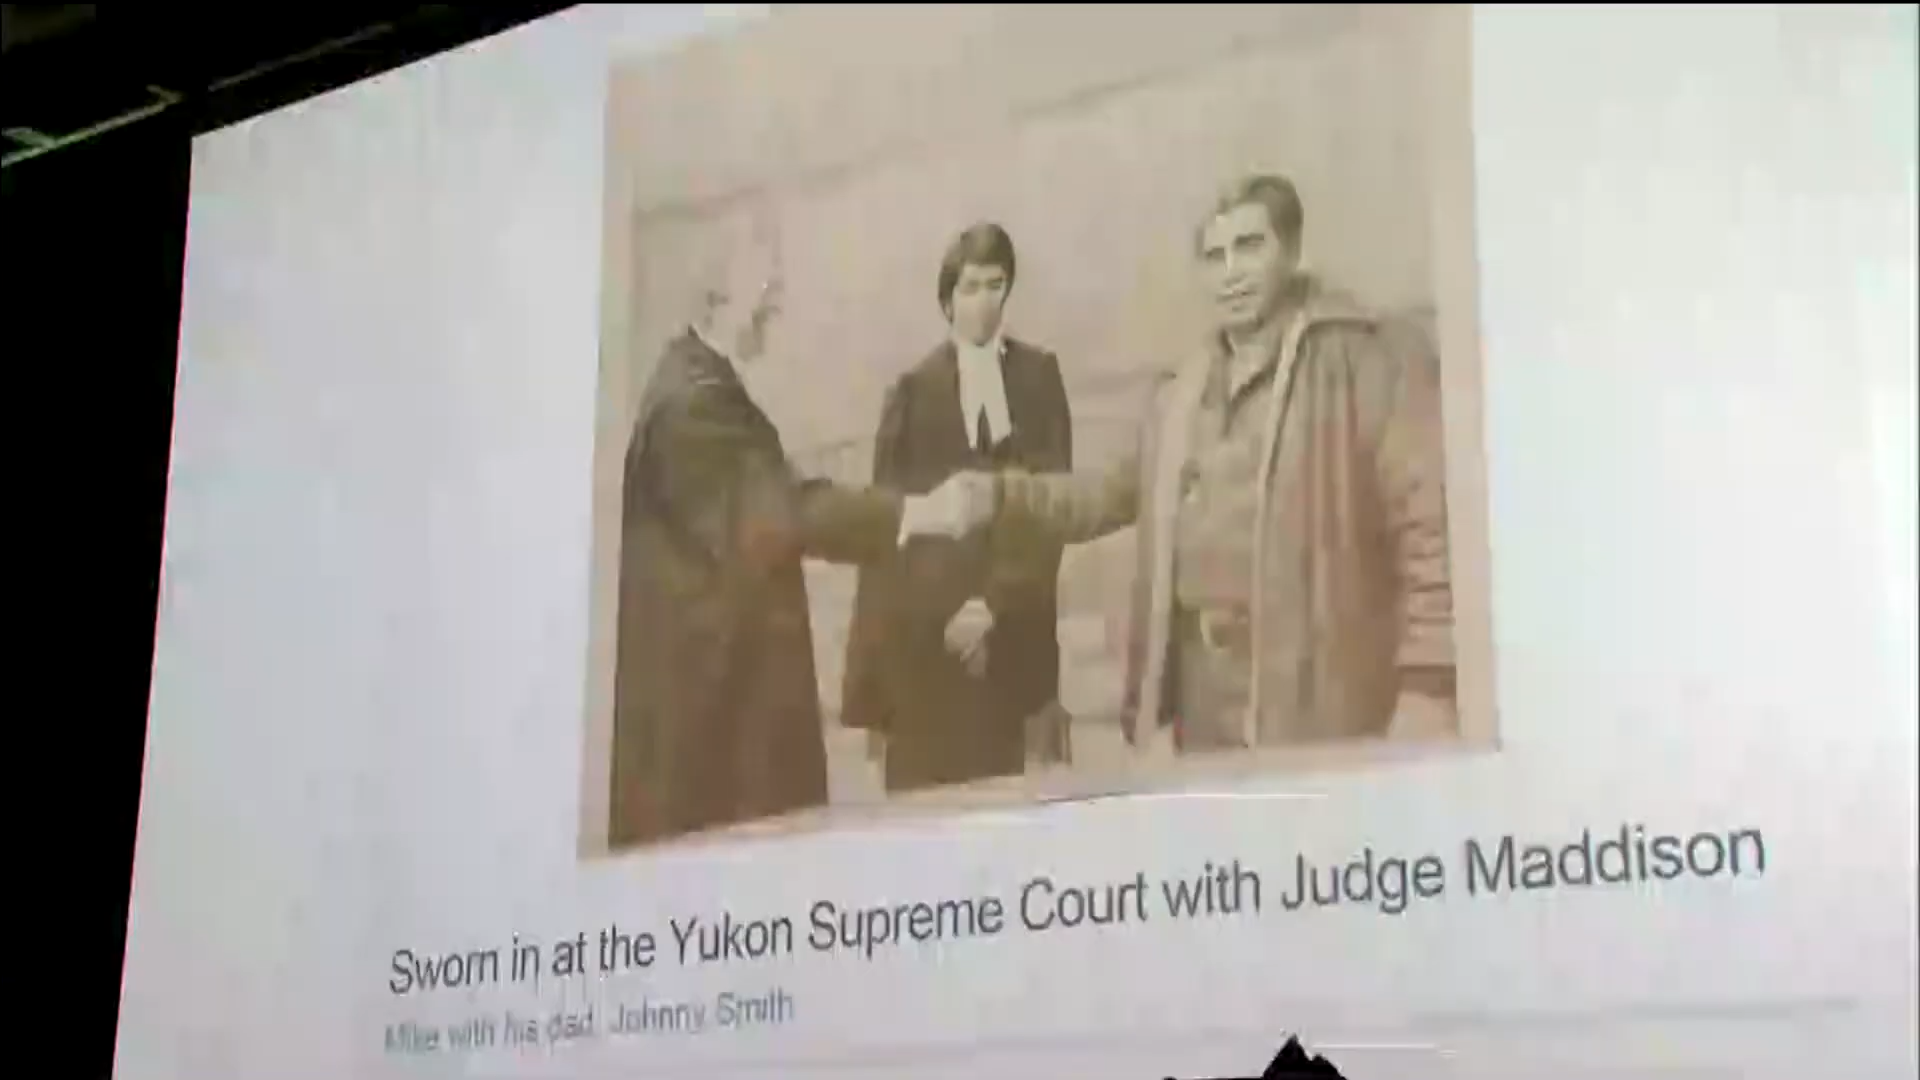 Sworn in at the Yukon Supreme Court with Judge Maddison
Mike with his dad, Johnny Smith